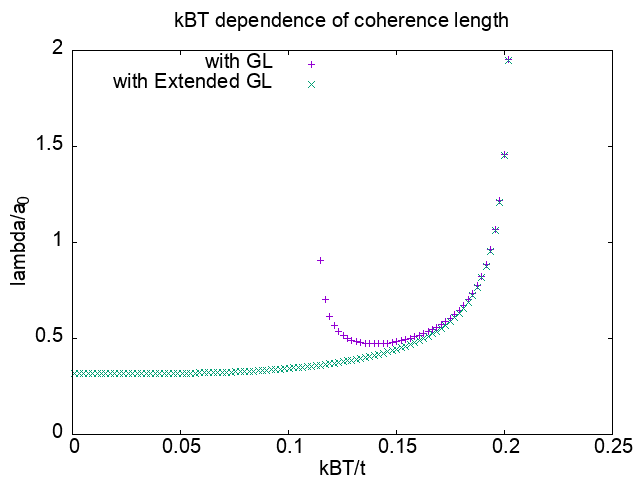 kBT dependence of coherence length
with GL
with Extended GL
lambda/a0
2
1.5
1
0.5
0
0
0.05
0.1
0.15
0.2
0.25
kBT/t